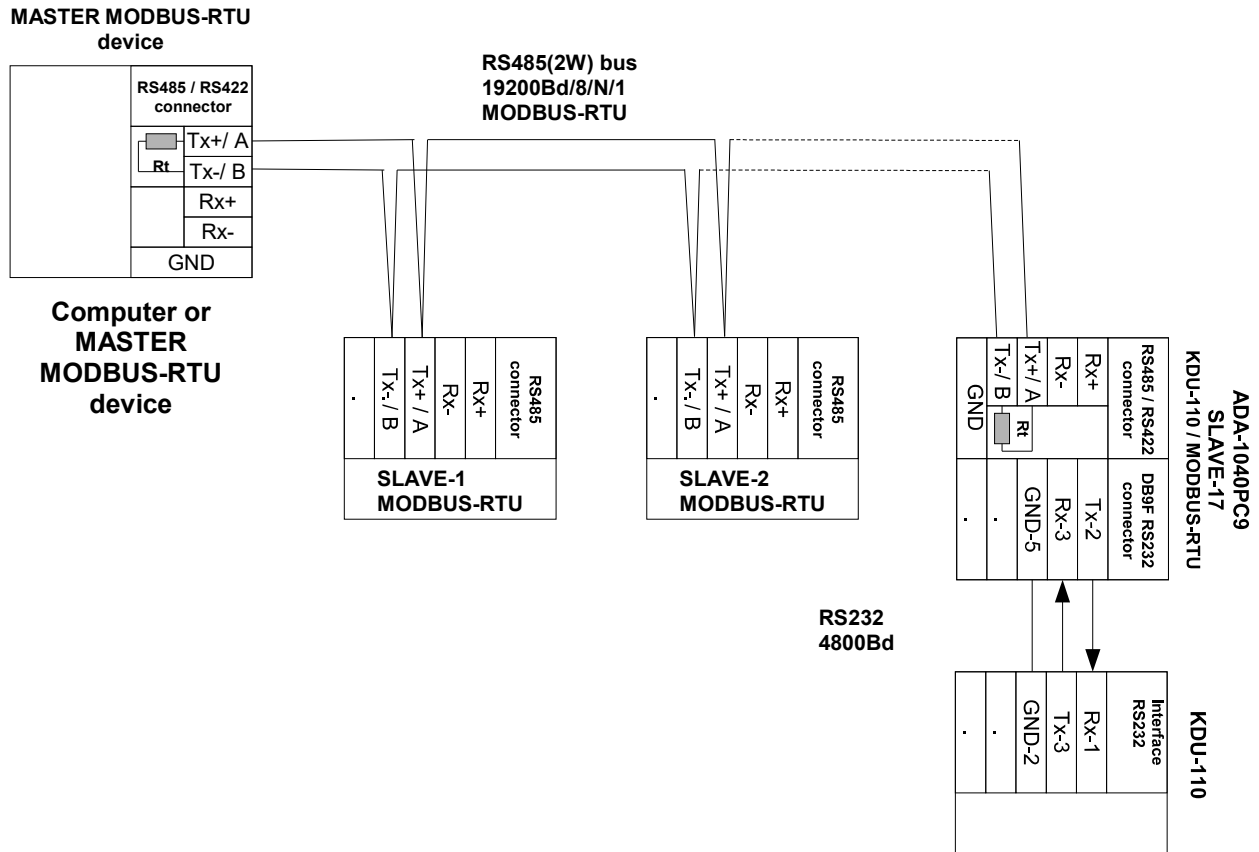 MASTER MODBUS-RTU
device
RS485 / RS422
connector
Tx+/ A
Rt
Tx-/ B
Rx+
Rx-
GND
Computer or
MASTER
MODBUS-RTU
device
RS485(2W) bus
19200Bd/8/N/1
MODBUS-RTU
.
Tx-. / B
Tx+ / A
Rx-
Rx+
RS485
connector
SLAVE-1
MODBUS-RTU
.
Tx-. / B
Tx+ / A
Rx-
Rx+
RS485
connector
SLAVE-2
MODBUS-RTU
GND
Tx-/ B
Tx+/ A
Rx-
Rx+
RS485 / RS422
connector
Rt
.
.
GND-5
Rx-3
Tx-2
DB9F RS232
connector
ADA-1040PC9
SLAVE-17
KDU-110 / MODBUS-RTU
RS232
4800Bd
.
.
GND-2
Tx-3
Rx-1
Interface
RS232
KDU-110